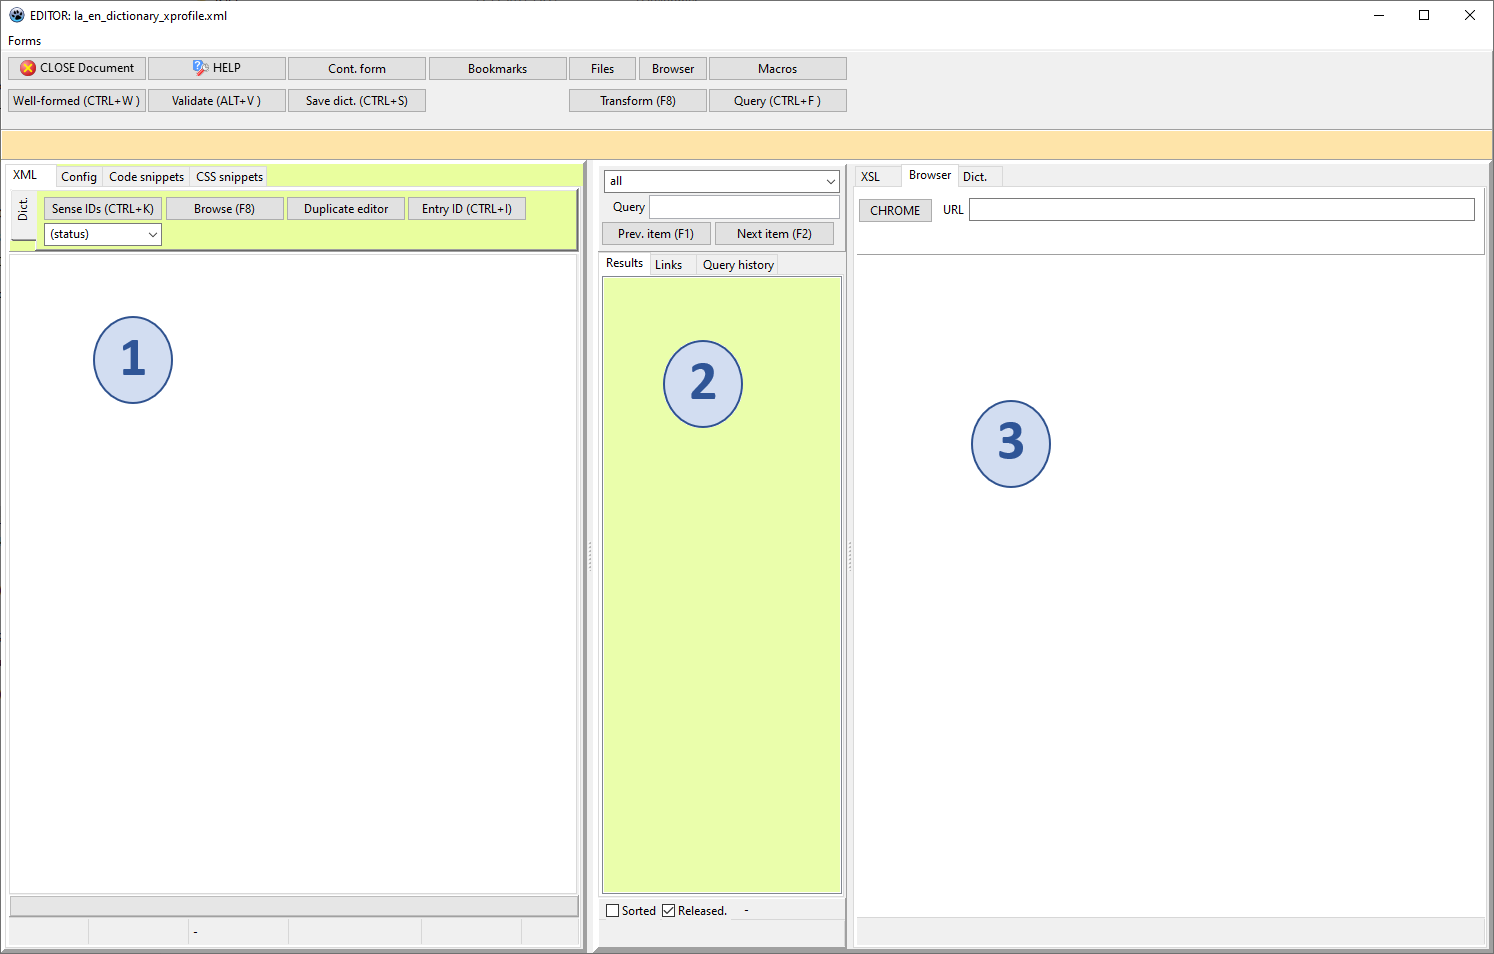 EDITOR: la_en_dictionary_xprofile.xml
Forms
CLOSE Document HELP Cont. form Bookmarks Files Browser Macros
Well-formed (CTRL+W ) Validate (ALT+V ) Save dict. (CTRL+S) Transform (F8) Query (CTRL+F )
XML Config Code snippets CSS snippets
Dict.
Sense IDs (CTRL+K) Browse (F8) Duplicate editor Entry ID (CTRL+I)
(status)
1
-
all
Query
Prev. item (F1) Next item (F2)
Results Links Query history
2
Sorted Released. -
XSL Browser Dict.
CHROME URL
3